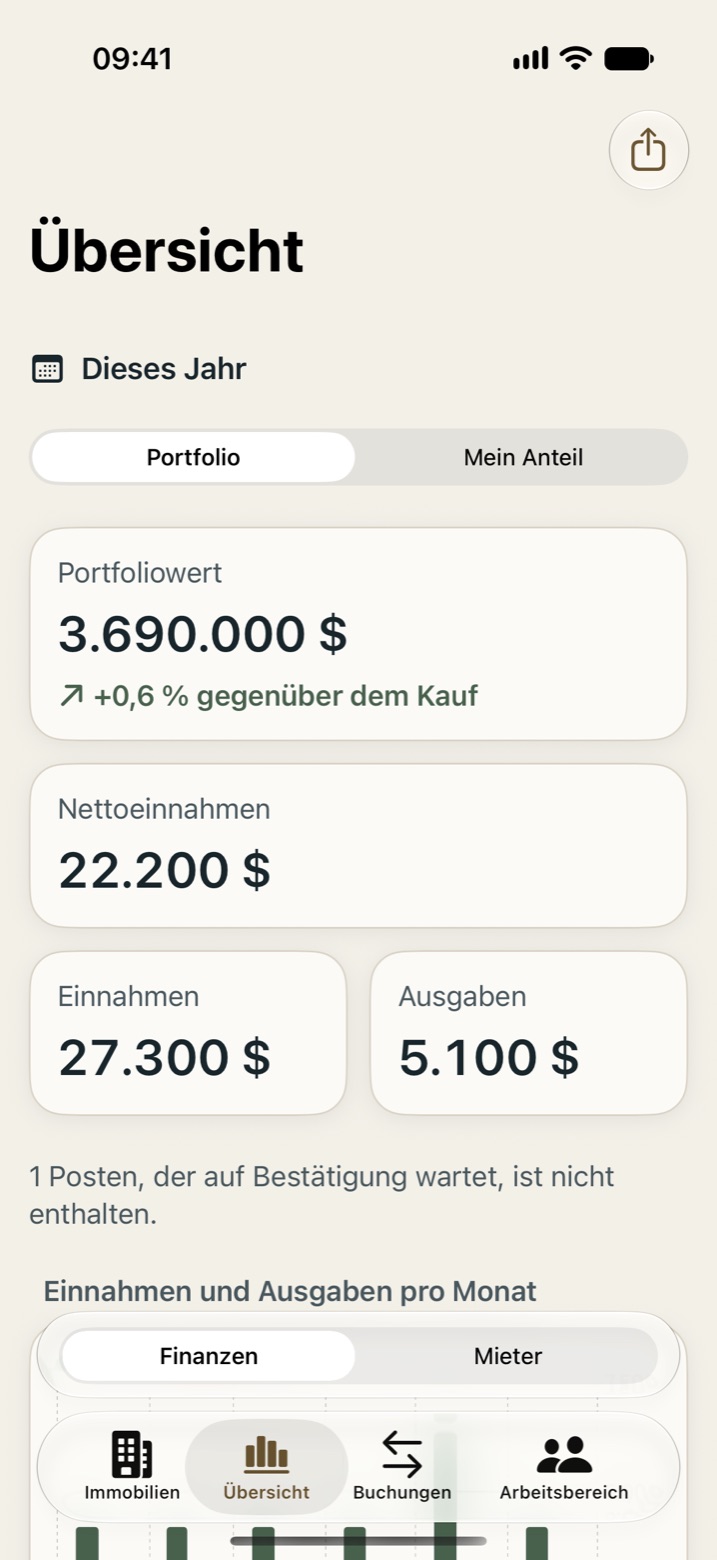 09:41
Übersicht
Dieses Jahr
Portfolio
Mein Anteil
Portfoliowert
3.690.000 $
+0,6 % gegenüber dem Kauf
Nettoeinnahmen
22.200 $
Einnahmen
27.300 $
Ausgaben
5.100 $
1 Posten, der auf Bestätigung wartet, ist nicht
enthalten.
Einnahmen und Ausgaben pro Monat
Finanzen
Mieter
Immobilien
Übersicht
Buchungen
Arbeitsbereich